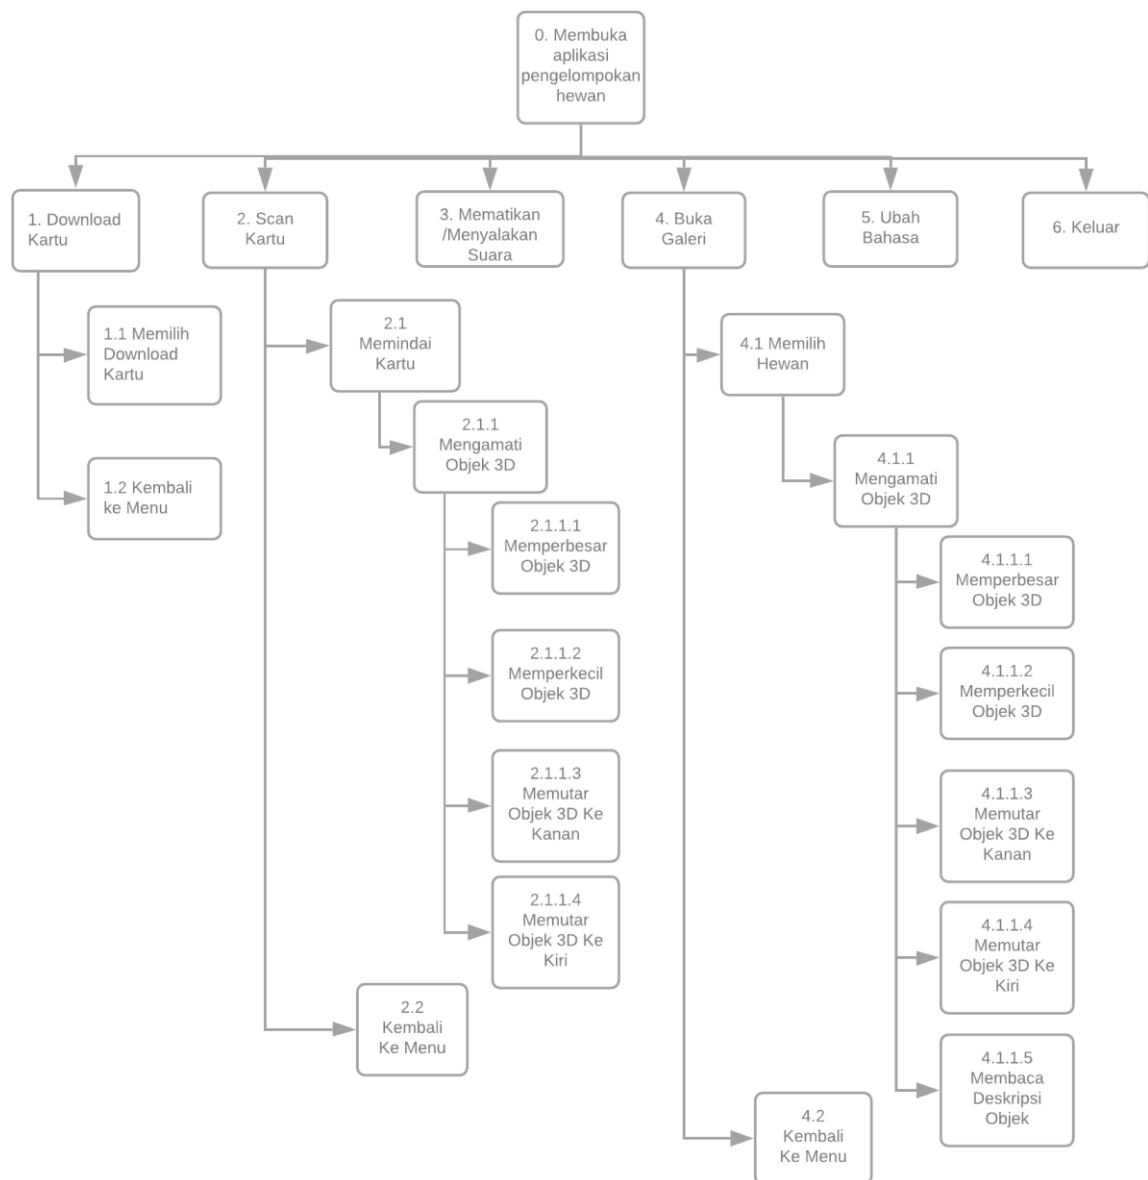 0. Membuka
aplikasi
pengelompokan
hewan
1. Download
Kartu
2. Scan
Kartu
3. Mematikan
/Menyalakan
Suara
4. Buka
Galeri
5. Ubah
Bahasa
6. Keluar
1.1 Memilih
Download
Kartu
1.2 Kembali
ke Menu
2.1
Memindai
Kartu
2.1.1
Mengamati
Objek 3D
2.1.1.1
Memperbesar
Objek 3D
2.1.1.2
Memperkecil
Objek 3D
2.1.1.3
Memutar
Objek 3D Ke
Kanan
2.1.1.4
Memutar
Objek 3D Ke
Kiri
2.2
Kembali
Ke Menu
4.1 Memilih
Hewan
4.1.1
Mengamati
Objek 3D
4.1.1.1
Memperbesar
Objek 3D
4.1.1.2
Memperkecil
Objek 3D
4.1.1.3
Memutar
Objek 3D Ke
Kanan
4.1.1.4
Memutar
Objek 3D Ke
Kiri
4.1.1.5
Membaca
Deskripsi
Objek
4.2
Kembali
Ke Menu